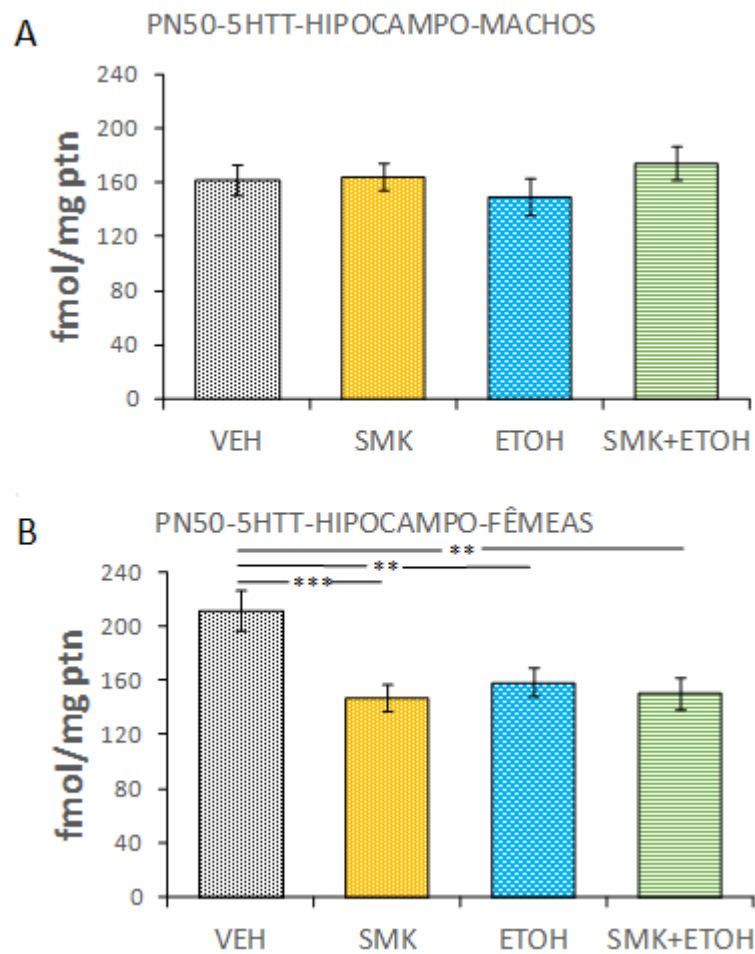 A
PN50-5HTT-HIPOCAMPO-MACHOS
fmol/mg ptn
240
200
160
120
80
40
0
VEH SMK ETOH SMK+ETOH
B
PN50-5HTT-HIPOCAMPO-FÊMEAS
**
**
***
fmol/mg ptn
240
200
160
120
80
40
0
VEH SMK ETOH SMK+ETOH